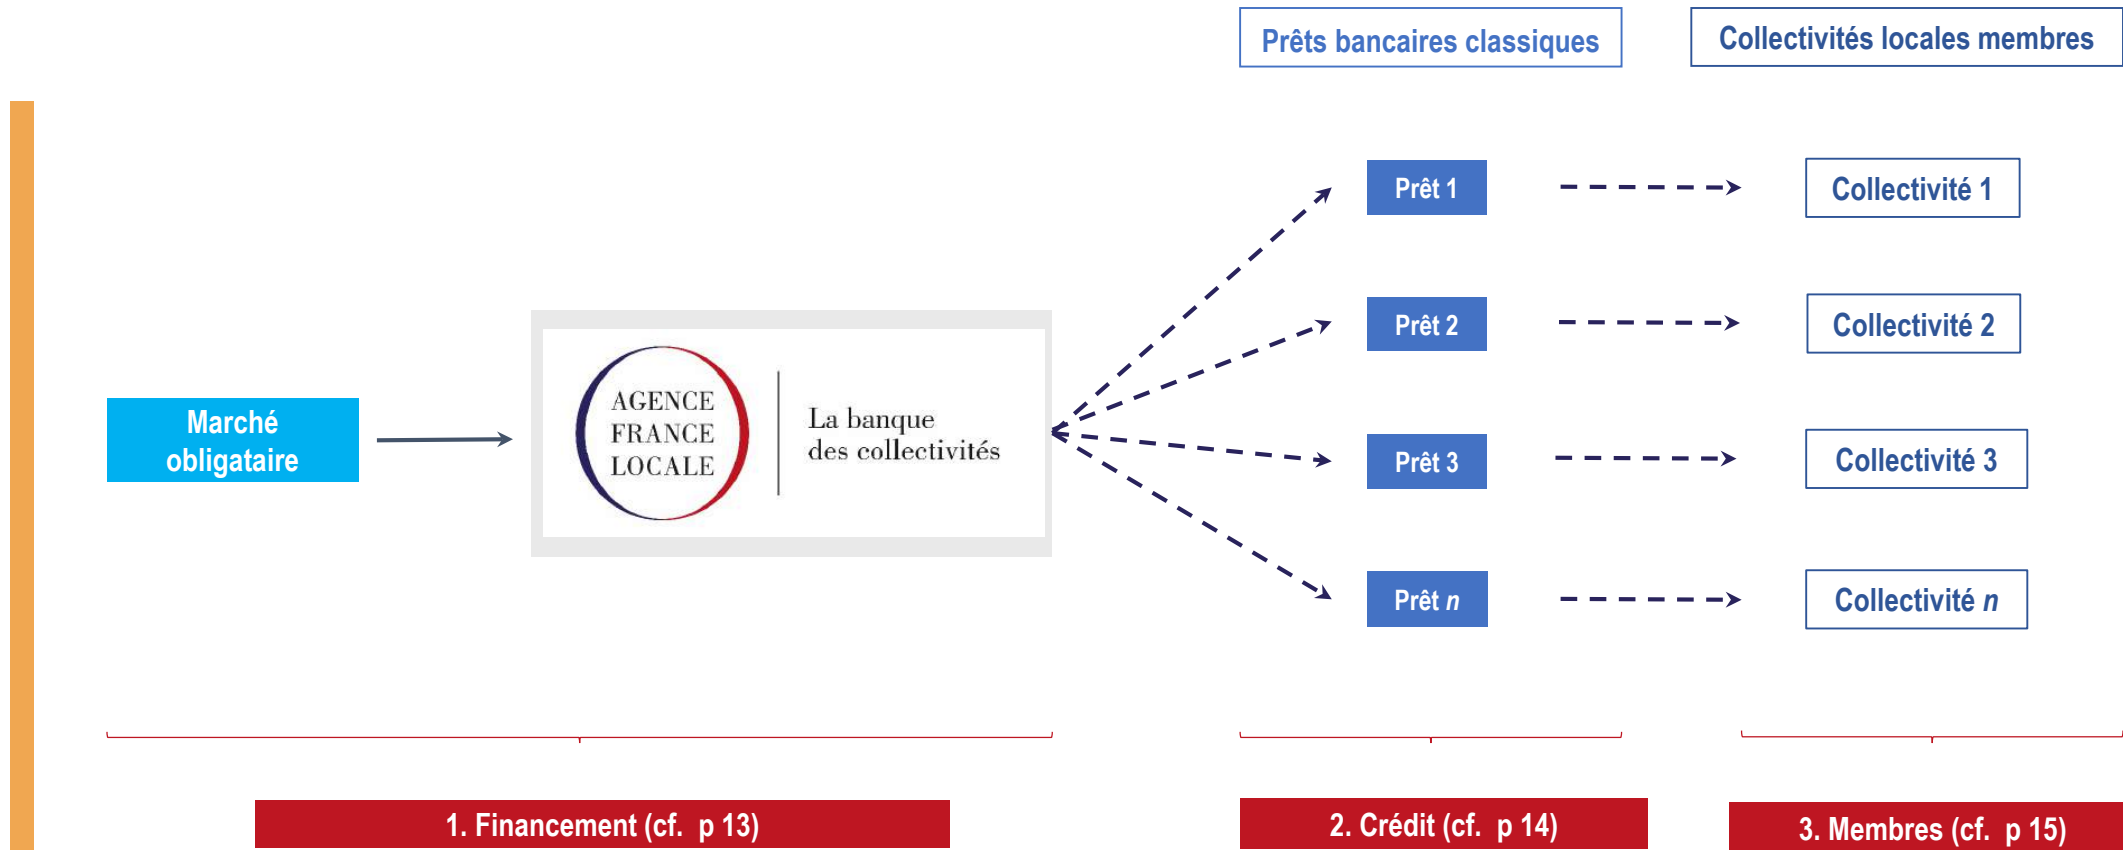 Prêts bancaires classiques
Collectivités locales membres
Prêt 1
Collectivité 1
Prêt 2
Collectivité 2
Marché
obligataire
AGENCE
FRANCE
LOCALE
La banque
des collectivités
Prêt 3
Collectivité 3
Prêt n
Collectivité n
1. Financement (cf. p 13)
2. Crédit (cf. p 14)
3. Membres (cf. p 15)